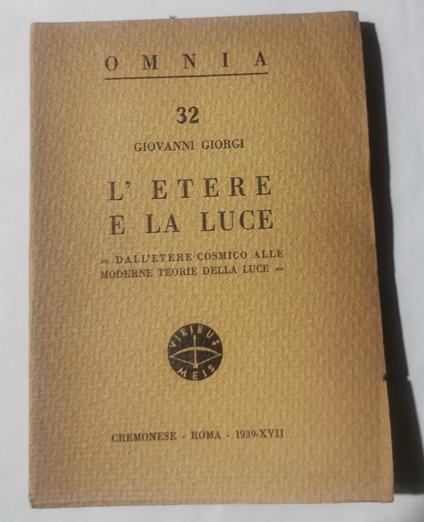 OMNIA
32
GIOVANNI GIORGI
L' ETERE
E LA LUCE
= DALL'ETERE COSMICO ALLE
MODERNE TEORIE DELLA LUCE =
VIRIBUS
MEIS
CREMONESE - ROMA - 1939-XVII